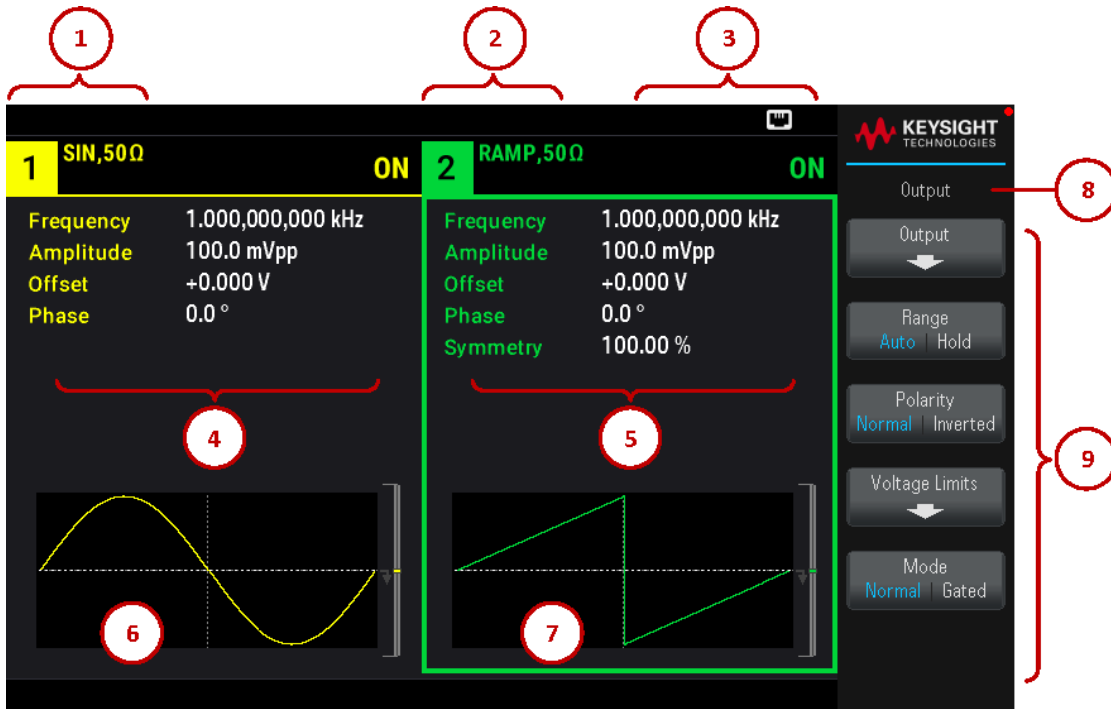 1
2
3
KEYSIGHT
TECHNOLOGIES
1 SIN,50Ω ON
2 RAMP,50Ω ON
Output
8
Frequency 1.000,000,000 kHz
Amplitude 100.0 mVpp
Offset +0.000 V
Phase 0.0 °
4
Frequency 1.000,000,000 kHz
Amplitude 100.0 mVpp
Offset +0.000 V
Phase 0.0 °
Symmetry 100.00 %
5
6
7
Output
Range
Auto | Hold
Polarity
Normal | Inverted
Voltage Limits
Mode
Normal | Gated
9